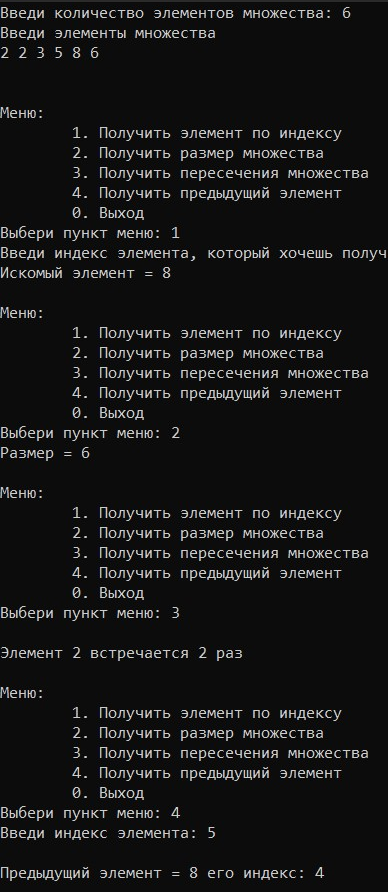 Введи количество элементов множества: 6
Введи элементы множества
2 2 3 5 8 6
Меню:
1. Получить элемент по индексу
2. Получить размер множества
3. Получить пересечения множества
4. Получить предыдущий элемент
0. Выход
Выбери пункт меню: 1
Введи индекс элемента, который хочешь получ
Искомый элемент = 8
Меню:
1. Получить элемент по индексу
2. Получить размер множества
3. Получить пересечения множества
4. Получить предыдущий элемент
0. Выход
Выбери пункт меню: 2
Размер = 6
Меню:
1. Получить элемент по индексу
2. Получить размер множества
3. Получить пересечения множества
4. Получить предыдущий элемент
0. Выход
Выбери пункт меню: 3
Элемент 2 встречается 2 раз
Меню:
1. Получить элемент по индексу
2. Получить размер множества
3. Получить пересечения множества
4. Получить предыдущий элемент
0. Выход
Выбери пункт меню: 4
Введи индекс элемента: 5
Предыдущий элемент = 8 его индекс: 4